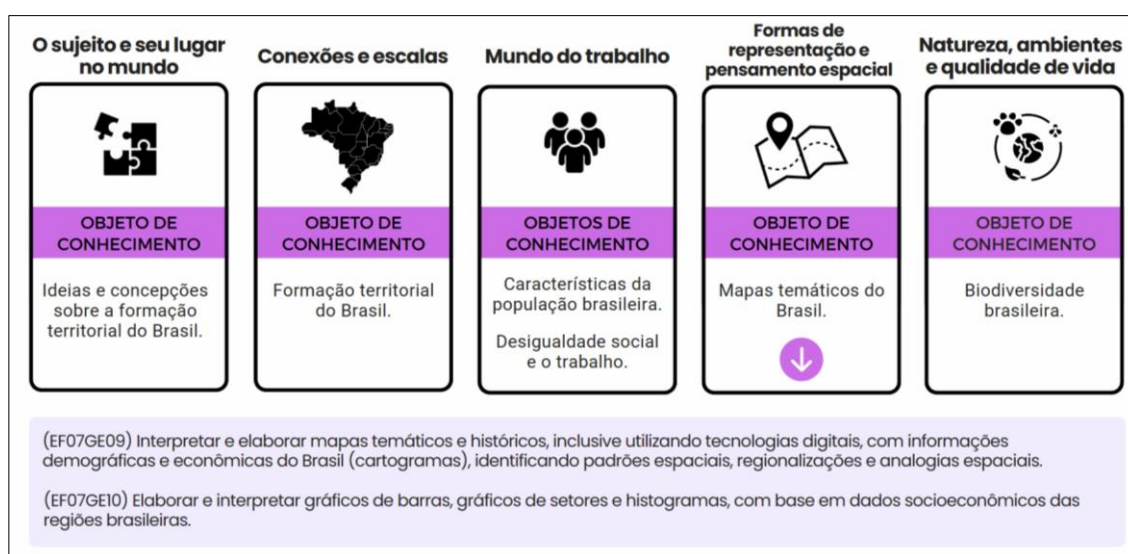 O sujeito e seu lugar
no mundo
OBJETO DE
CONHECIMENTO
Ideias e concepções
sobre a formação
territorial do Brasil.
Conexões e escalas
OBJETO DE
CONHECIMENTO
Formação territorial
do Brasil.
Mundo do trabalho
OBJETOS DE
CONHECIMENTO
Características da
população brasileira.
Desigualdade social
e o trabalho.
Formas de
representação e
pensamento espacial
OBJETO DE
CONHECIMENTO
Mapas temáticos do
Brasil.
Natureza, ambientes
e qualidade de vida
OBJETO DE
CONHECIMENTO
Biodiversidade
brasileira.
(EF07GE09) Interpretar e elaborar mapas temáticos e históricos, inclusive utilizando tecnologias digitais, com informações
demográficas e econômicas do Brasil (cartogramas), identificando padrões espaciais, regionalizações e analogias espaciais.
(EF07GE10) Elaborar e interpretar gráficos de barras, gráficos de setores e histogramas, com base em dados socioeconômicos das
regiões brasileiras.